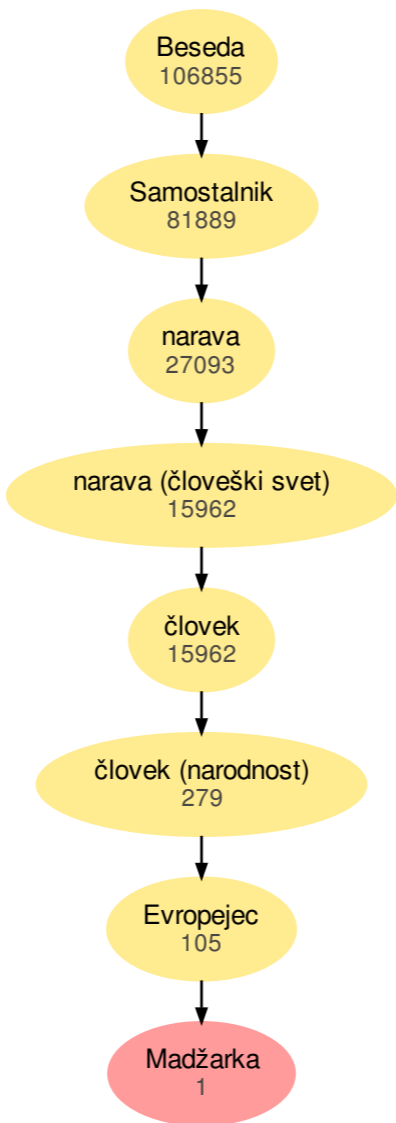 Beseda
106855
Samostalnik
81889
narava
27093
narava (človeški svet)
15962
človek
15962
človek (narodnost)
279
Evropejec
105
Madžarka
1